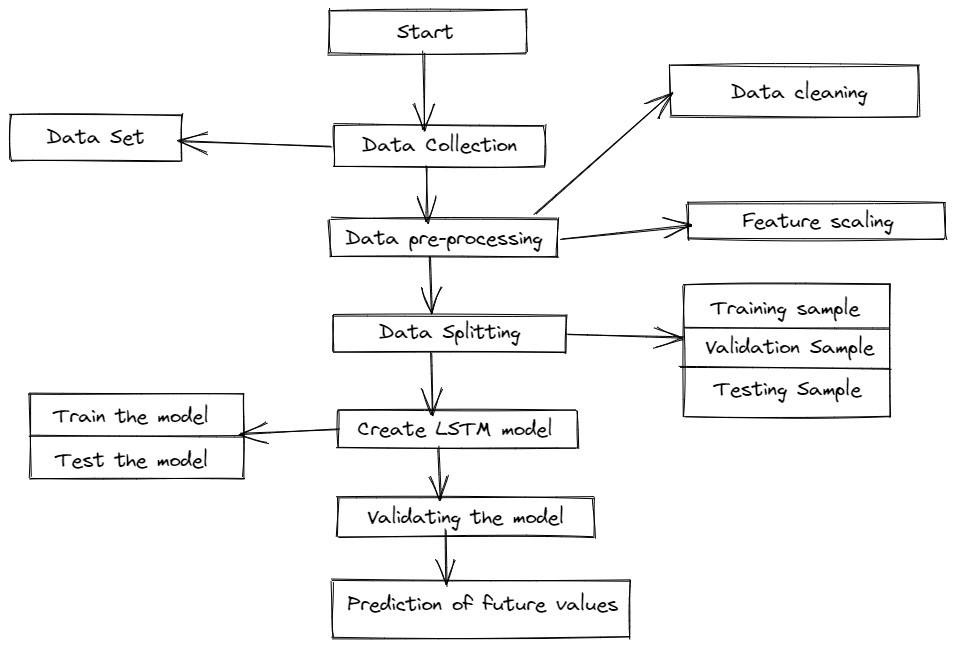 Start
Data cleaning
Data Set
Data Collection
Data pre-processing
Feature scaling
Data Splitting
Training sample
Validation Sample
Testing Sample
Train the model
Test the model
Create LSTM model
Validating the model
Prediction of future values